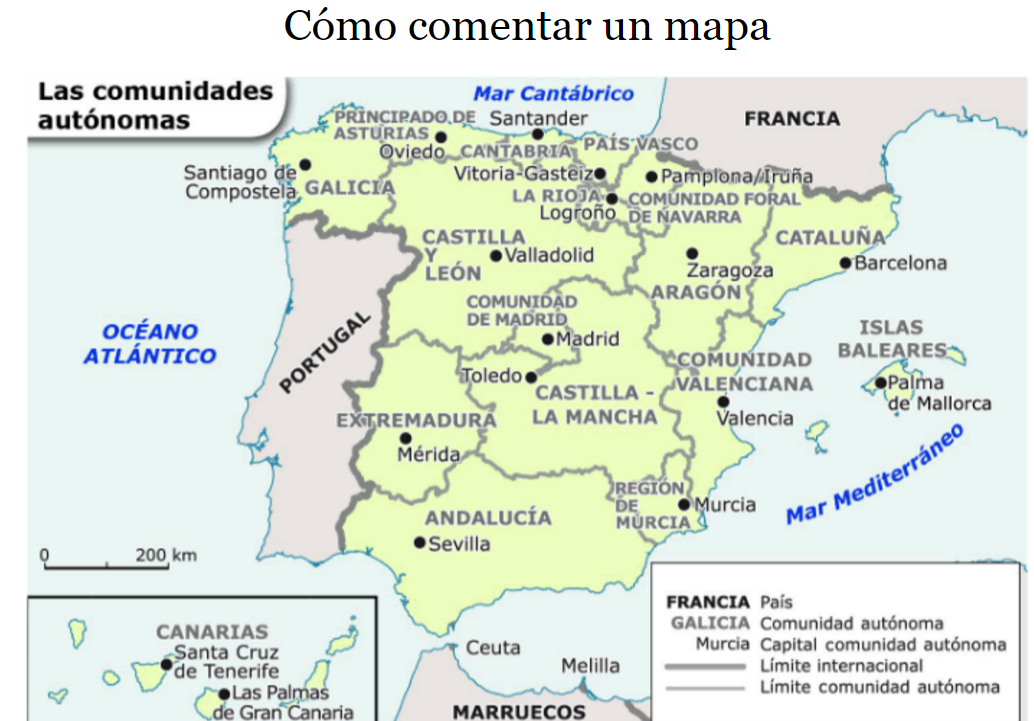 Cómo comentar un mapa
Las comunidades
autónomas
Mar Cantábrico
FRANCIA
PRINCIPADO DE
ASTURIAS
Oviedo
Santander
CANTABRIA
PAÍS VASCO
Vitoria-Gasteiz
Pamplona/Iruña
Santiago de
Compostela
GALICIA
LA RIOJA
Logroño
COMUNIDAD FORAL
DE NAVARRA
CASTILLA
Y
LEÓN
Valladolid
Zaragoza
ARAGÓN
CATALUÑA
Barcelona
OCÉANO
ATLÁNTICO
PORTUGAL
COMUNIDAD
DE MADRID
Madrid
ISLAS
BALEARES
Palma
de Mallorca
Toledo
CASTILLA -
LA MANCHA
COMUNIDAD
VALENCIANA
Valencia
EXTREMADURA
Mérida
Mar Mediterráneo
REGIÓN
DE
MURCIA
Murcia
ANDALUCÍA
Sevilla
0 200 km
CANARIAS
Santa Cruz
de Tenerife
Las Palmas
de Gran Canaria
Ceuta
Melilla
MARRUECOS
FRANCIA País
GALICIA Comunidad autónoma
Murcia Capital comunidad autónoma
Límite internacional
Límite comunidad autónoma